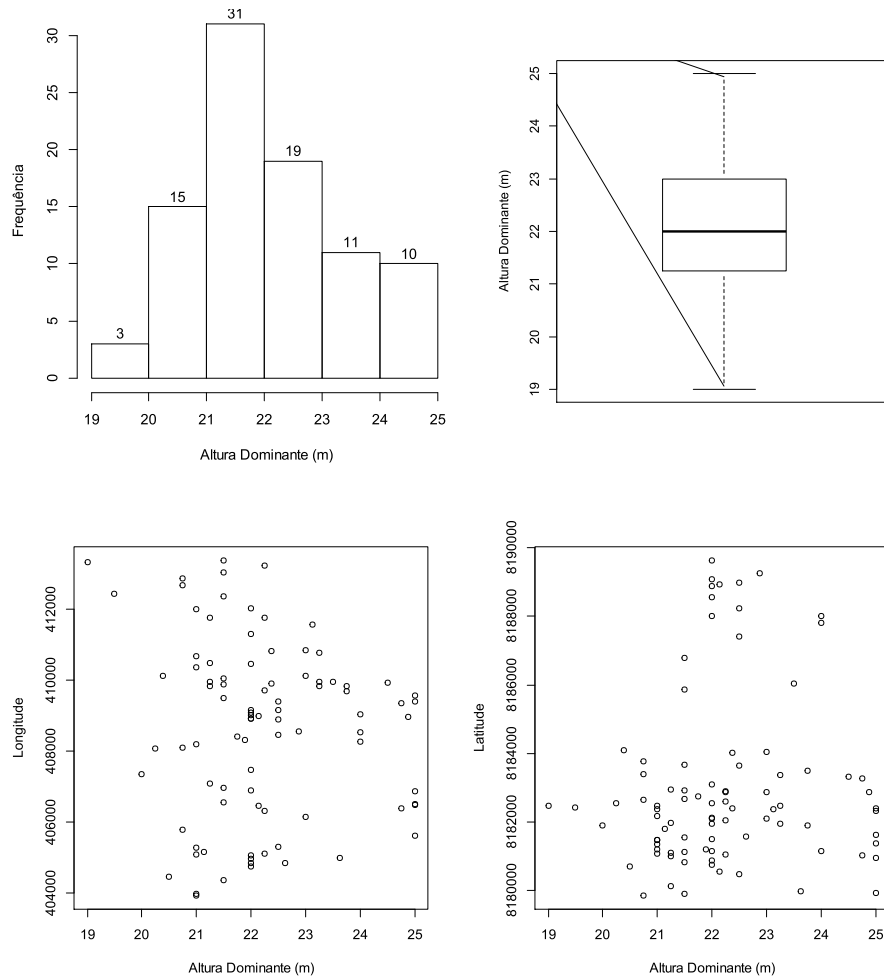 31
19
15
11
10
3
Frequência
0 5 10 15 20 25 30
19 20 21 22 23 24 25
Altura Dominante (m)
Altura Dominante (m)
19 20 21 22 23 24 25
Longitude
404000 406000 408000 410000 412000
19 20 21 22 23 24 25
Altura Dominante (m)
Latitude
8180000 8182000 8184000 8186000 8188000 8190000
19 20 21 22 23 24 25
Altura Dominante (m)